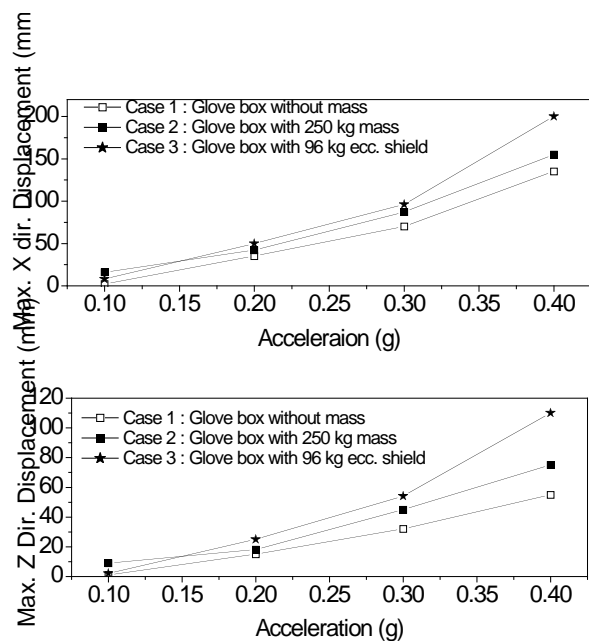 Max. X dir. Displacement (mm
200
150
100
50
0
Case 1 : Glove box without mass
Case 2 : Glove box with 250 kg mass
Case 3 : Glove box with 96 kg ecc. shield
0.10 0.15 0.20 0.25 0.30 0.35 0.40
Acceleraion (g)
Max. Z Dir. Displacement (mm)
120
100
80
60
40
20
0
Case 1 : Glove box without mass
Case 2 : Glove box with 250 kg mass
Case 3 : Glove box with 96 kg ecc. shield
0.10 0.15 0.20 0.25 0.30 0.35 0.40
Acceleration (g)